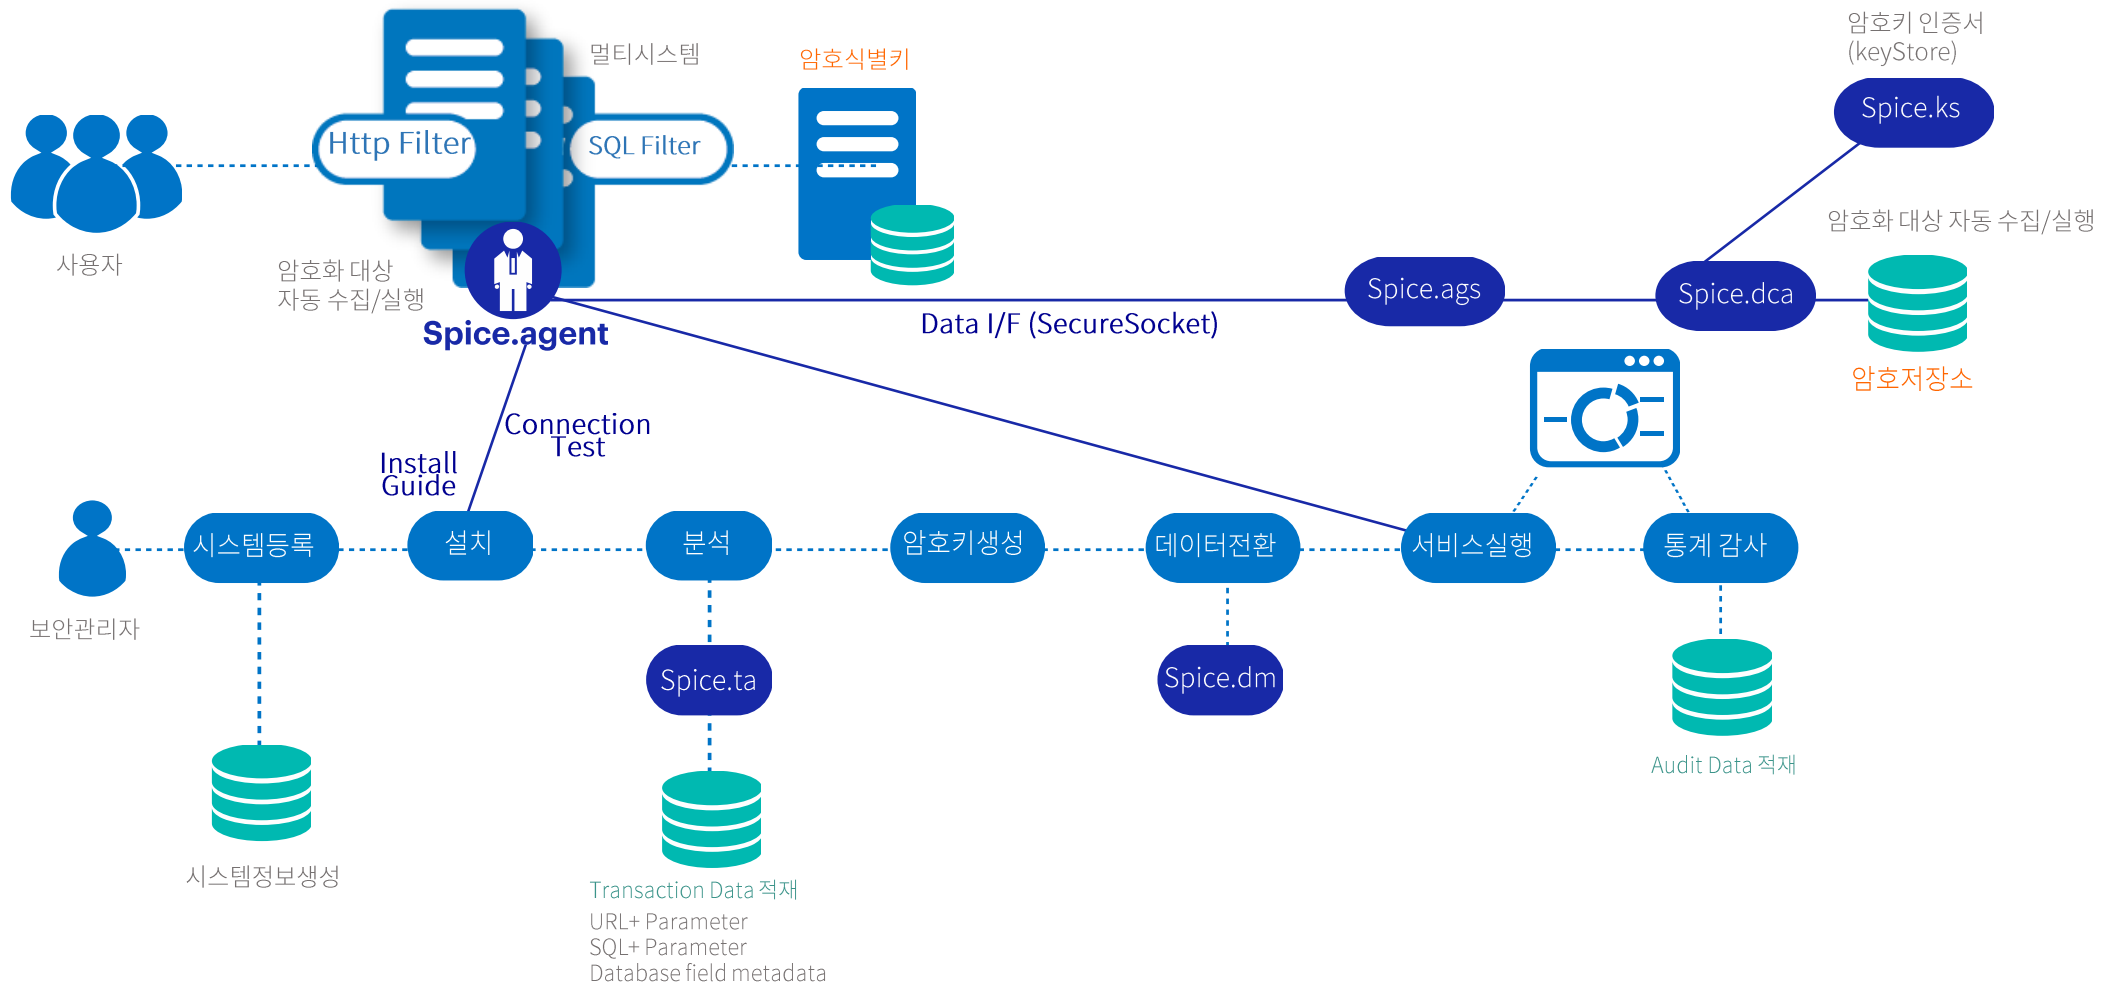 암호키 인증서
(keyStore)
Spice.ks
멀티시스템
암호식별키
Http Filter
SQL Filter
사용자
암호화 대상
자동 수집/실행
Spice.agent
Data I/F (SecureSocket)
Spice.ags
Spice.dca
암호화 대상 자동 수집/실행
암호저장소
Connection
Test
Install
Guide
보안관리자
시스템등록
설치
분석
암호키생성
데이터전환
서비스실행
통계 감사
Spice.ta
Spice.dm
Audit Data 적재
시스템정보생성
Transaction Data 적재
URL+ Parameter
SQL+ Parameter
Database field metadata